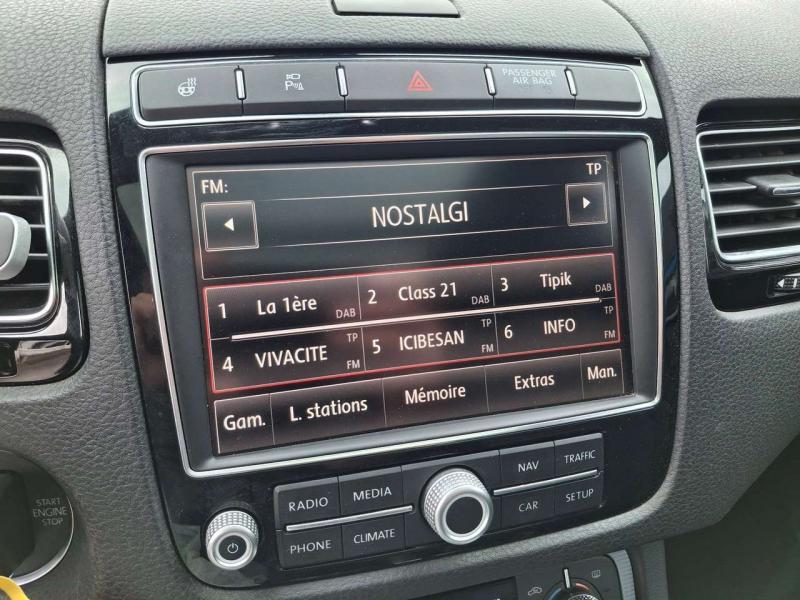 PASSENGER
AIR BAG
FM: TP
NOSTALGI
1 La 1ère DAB 2 Class 21 DAB 3 Tipik DAB
4 VIVACITE TP FM 5 ICIBESAN TP FM 6 INFO TP FM
Gam. L. stations Mémoire Extras Man.
RADIO MEDIA NAV TRAFFIC
PHONE CLIMATE CAR SETUP
START
ENGINE
STOP